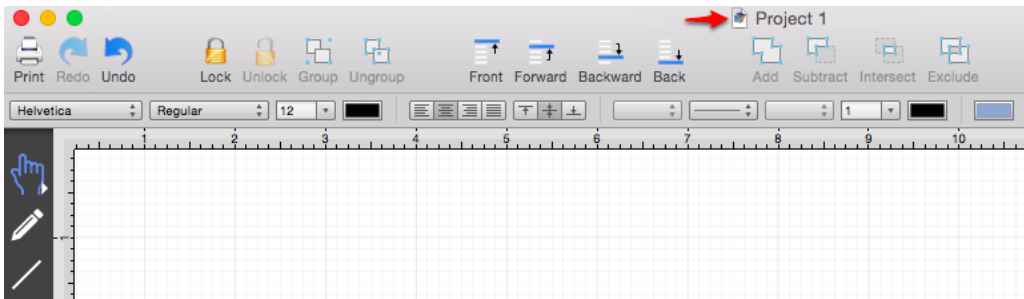 Project 1
Print Redo Undo Lock Unlock Group Ungroup Front Forward Backward Back Add Subtract Intersect Exclude
Helvetica Regular 12 1
1 2 3 4 5 6 7 8 9 10
1